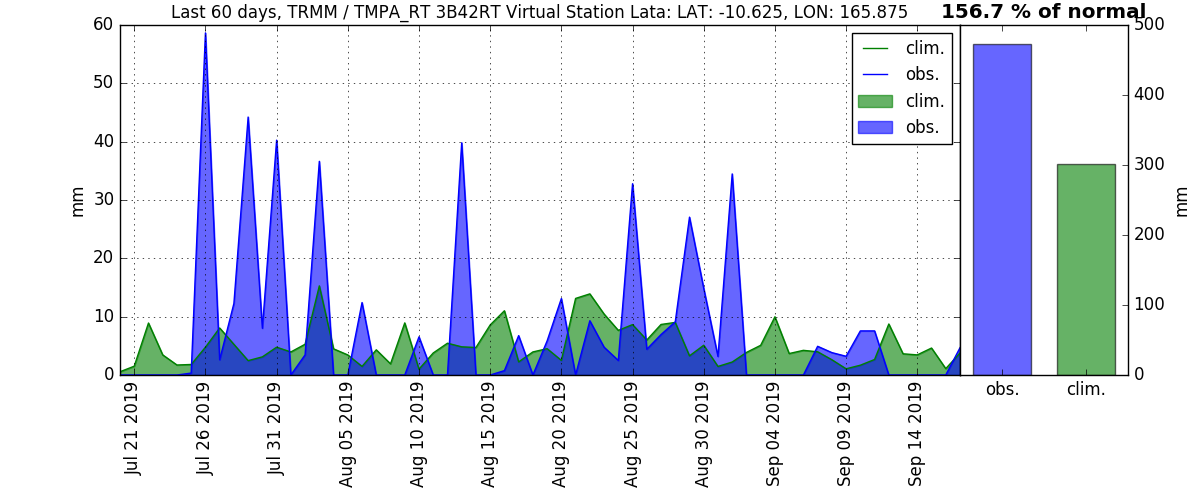 Last 60 days, TRMM / TMPA_RT 3B42RT Virtual Station Lata: LAT: -10.625, LON: 165.875
156.7 % of normal
60
50
40
30
20
10
0
mm
clim.
obs.
clim.
obs.
Jul 21 2019
Jul 26 2019
Jul 31 2019
Aug 05 2019
Aug 10 2019
Aug 15 2019
Aug 20 2019
Aug 25 2019
Aug 30 2019
Sep 04 2019
Sep 09 2019
Sep 14 2019
500
400
300
200
100
0
mm
obs.
clim.